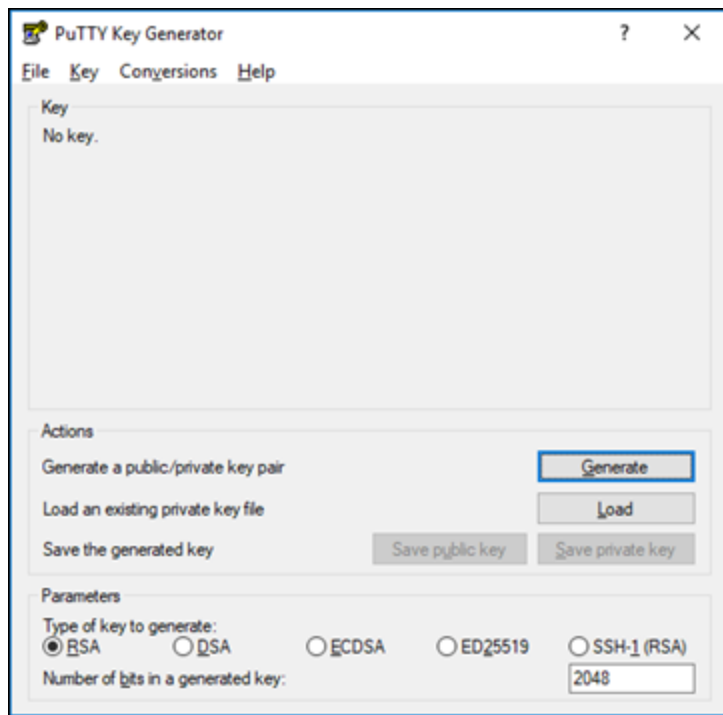 PuTTY Key Generator ?
File Key Conversions Help
Key
No key.
Actions
Generate a public/private key pair Generate
Load an existing private key file Load
Save the generated key Save public key Save private key
Parameters
Type of key to generate:
RSA DSA ECDSA ED25519 SSH-1 (RSA)
Number of bits in a generated key: 2048